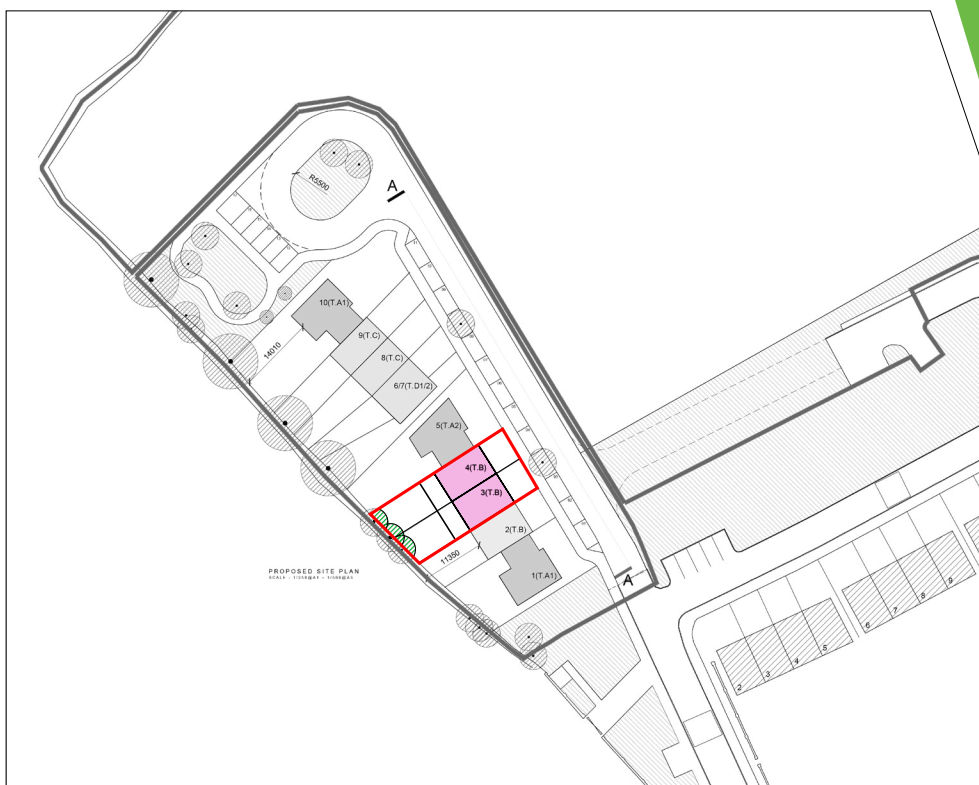 R5500
A
10(T.A1)
9(T.C)
14010
8(T.C)
6/7(T.D1/2)
5(T.A2)
4(T.B)
3(T.B)
2(T.B)
11350
1(T.A1)
A
PROPOSED SITE PLAN
2
3
4
5
6
7
8
9